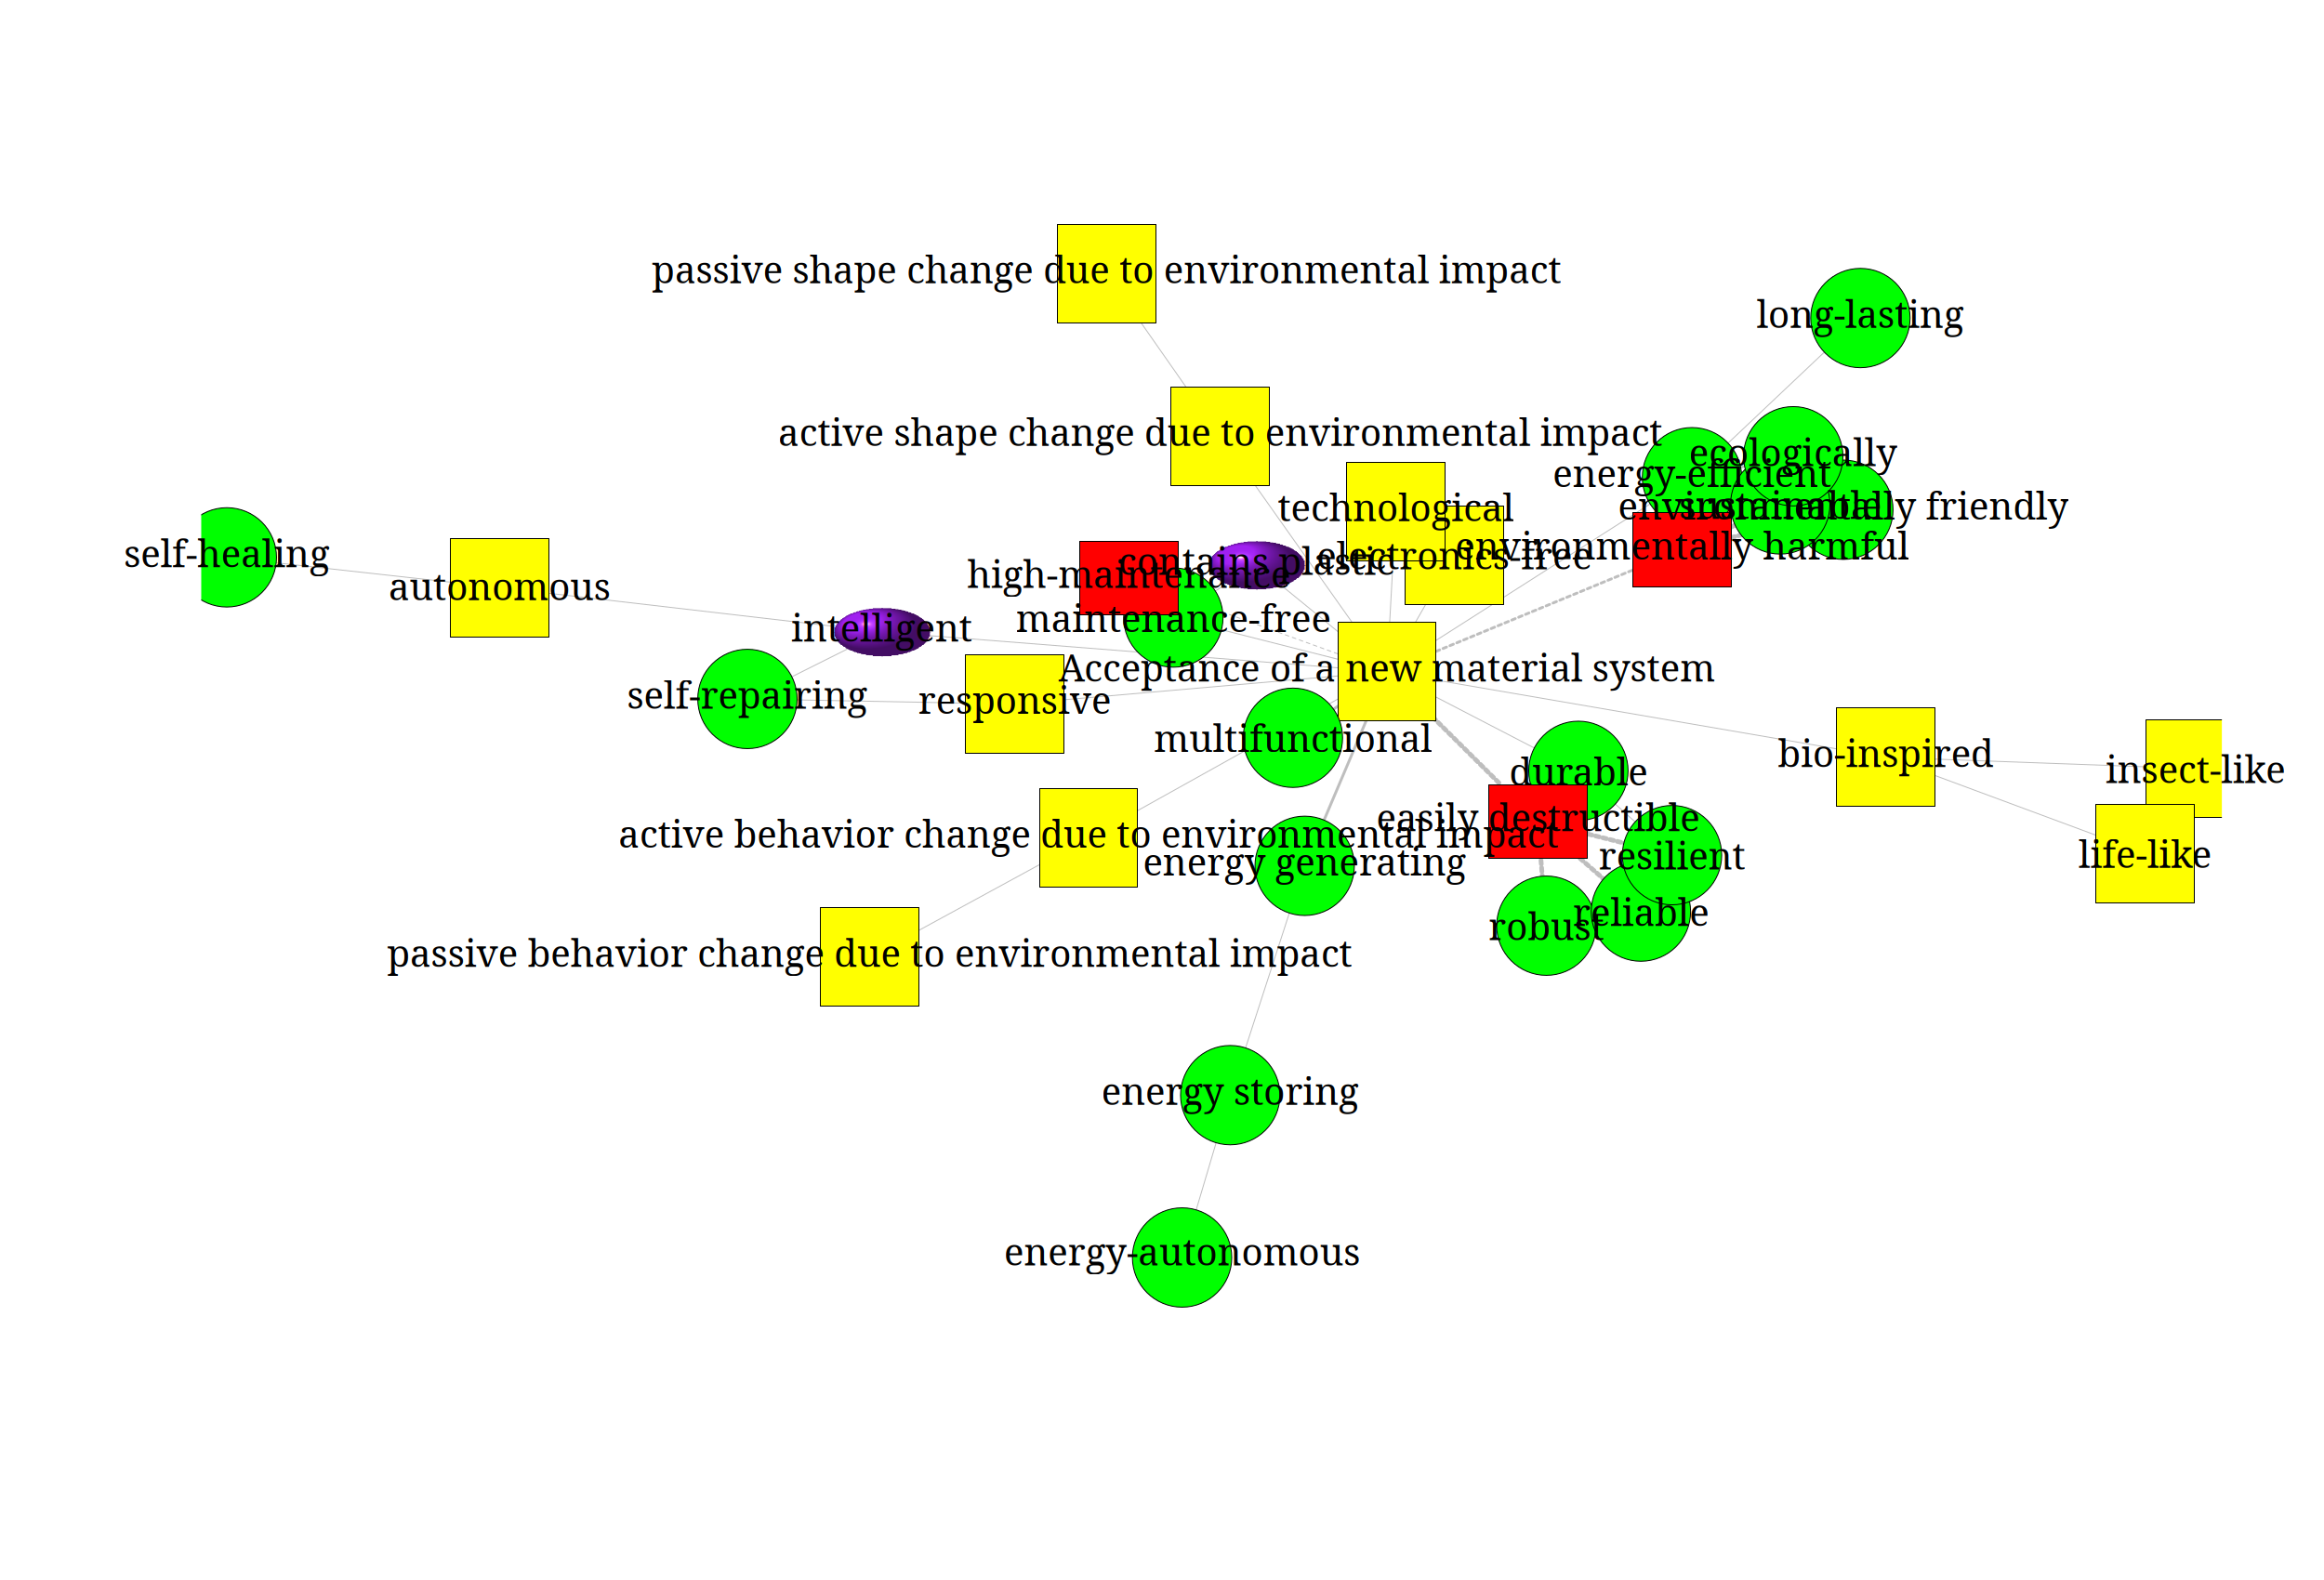 passive shape change due to environmental impact
long-lasting
active shape change due to environmental impact
ecologically
energy-efficient
technological
environmentally friendly
sustainable
self-healing
environmentally harmful
electronics-free
contains plastic
high-maintenance
autonomous
maintenance-free
intelligent
Acceptance of a new material system
self-repairing
responsive
multifunctional
bio-inspired
insect-like
durable
easily destructible
active behavior change due to environmental impact
life-like
resilient
energy generating
reliable
robust
passive behavior change due to environmental impact
energy storing
energy-autonomous